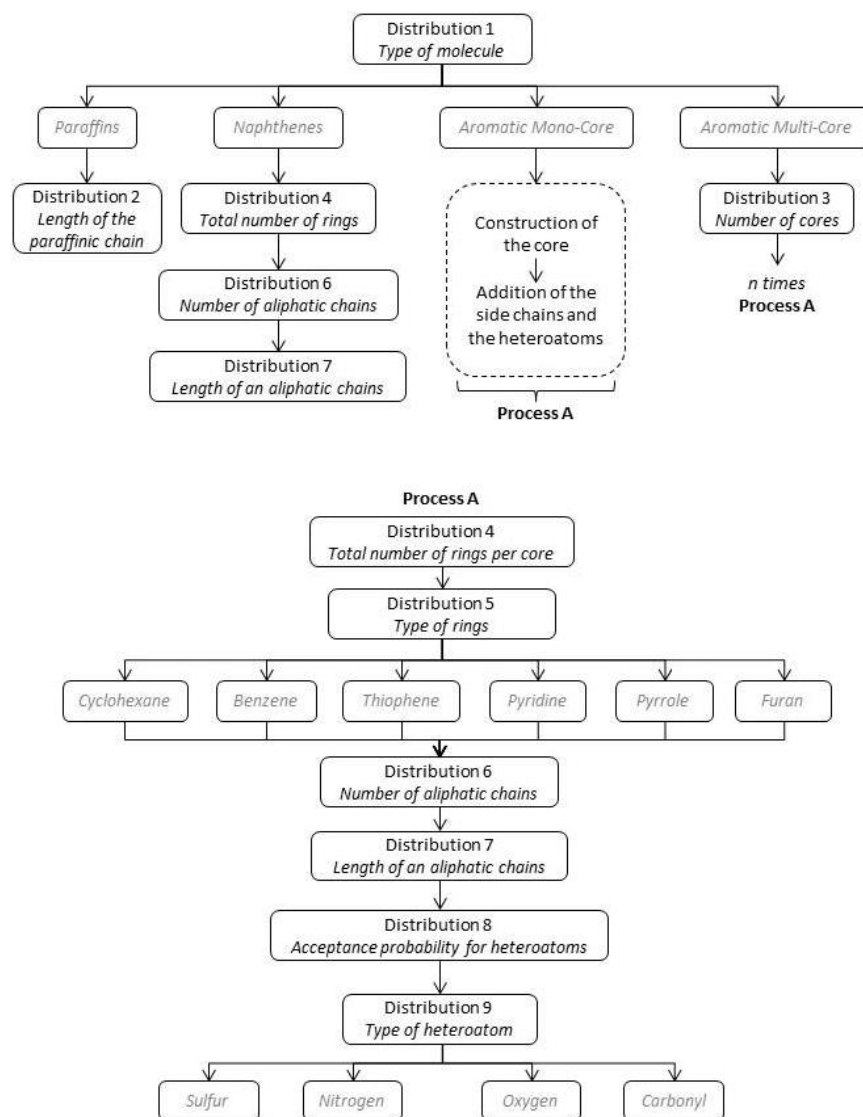 Distribution 1
Type of molecule
Paraffins
Naphthenes
Aromatic Mono-Core
Aromatic Multi-Core
Distribution 2
Length of the
paraffinic chain
Distribution 4
Total number of rings
Distribution 6
Number of aliphatic chains
Distribution 7
Length of an aliphatic chains
Construction of
the core
Addition of the
side chains and
the heteroatoms
Process A
Distribution 3
Number of cores
n times
Process A
Process A
Distribution 4
Total number of rings per core
Distribution 5
Type of rings
Cyclohexane
Benzene
Thiophene
Pyridine
Pyrrole
Furan
Distribution 6
Number of aliphatic chains
Distribution 7
Length of an aliphatic chains
Distribution 8
Acceptance probability for heteroatoms
Distribution 9
Type of heteroatom
Sulfur
Nitrogen
Oxygen
Carbonyl